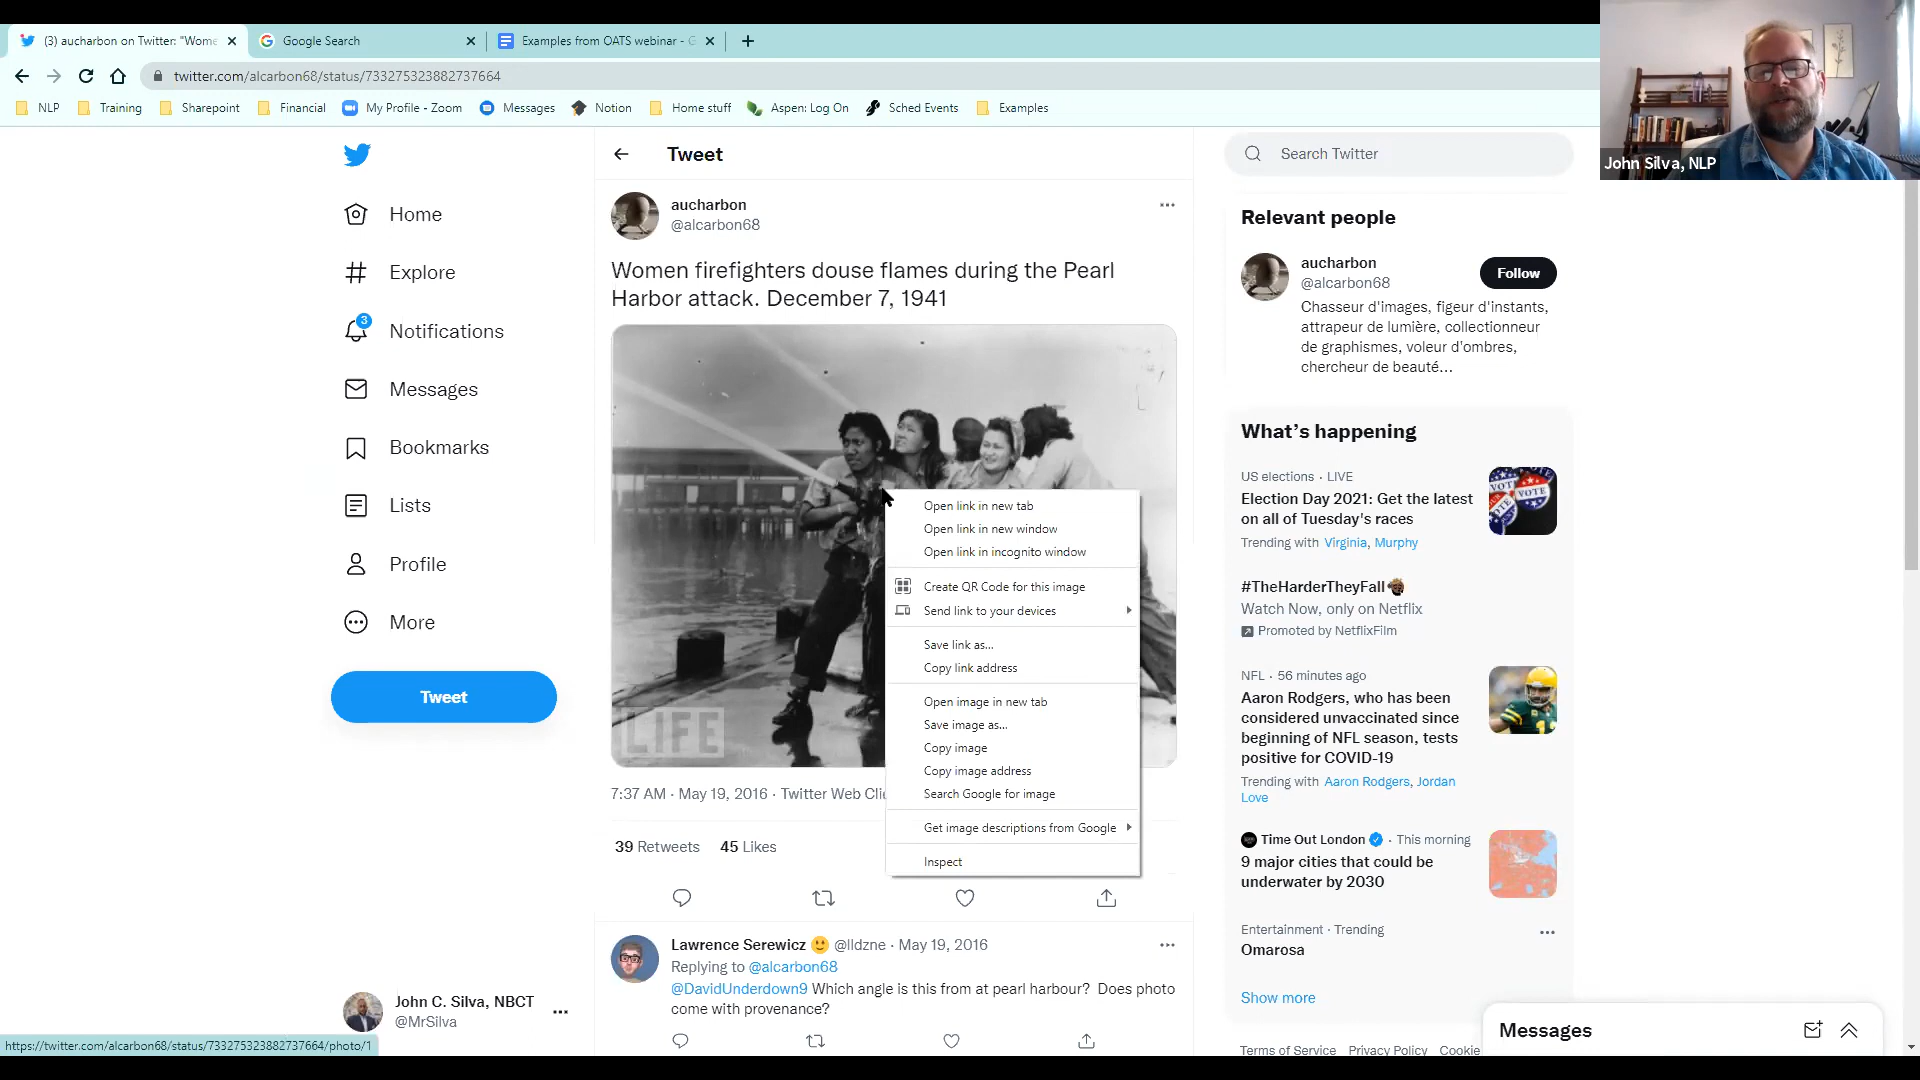 (3) aucharbon on Twitter: "Wome
Google Search
Examples from OATS webinar - G
twitter.com/alcarbon68/status/733275323882737664
NLP
Training
Sharepoint
Financial
My Profile - Zoom
Messages
Notion
Home stuff
Aspen: Log On
Sched Events
Examples
John Silva, NLP
Home
Explore
3
Notifications
Messages
Bookmarks
Lists
Profile
More
Tweet
John C. Silva, NBCT
@MrSilva
https://twitter.com/alcarbon68/status/733275323882737664/photo/1
Tweet
aucharbon
@alcarbon68
Women firefighters douse flames during the Pearl
Harbor attack. December 7, 1941
LIFE
Open link in new tab
Open link in new window
Open link in incognito window
Create QR Code for this image
Send link to your devices
Save link as...
Copy link address
Open image in new tab
Save image as...
Copy image
Copy image address
Search Google for image
Get image descriptions from Google
Inspect
7:37 AM · May 19, 2016 · Twitter Web Clie
39 Retweets 45 Likes
Lawrence Serewicz 🙂 @lldzne · May 19, 2016
Replying to @alcarbon68
@DavidUnderdown9 Which angle is this from at pearl harbour? Does photo
come with provenance?
Search Twitter
Relevant people
aucharbon
@alcarbon68
Follow
Chasseur d'images, figeur d'instants,
attrapeur de lumière, collectionneur
de graphismes, voleur d'ombres,
chercheur de beauté...
What's happening
US elections · LIVE
Election Day 2021: Get the latest
on all of Tuesday's races
Trending with Virginia, Murphy
VOTE
VOTE
#TheHarderTheyFall
Watch Now, only on Netflix
Promoted by NetflixFilm
NFL · 56 minutes ago
Aaron Rodgers, who has been
considered unvaccinated since
beginning of NFL season, tests
positive for COVID-19
Trending with Aaron Rodgers, Jordan
Love
Time Out London · This morning
9 major cities that could be
underwater by 2030
Entertainment · Trending
Omarosa
Show more
Terms of Service Privacy Policy Cookie
Messages